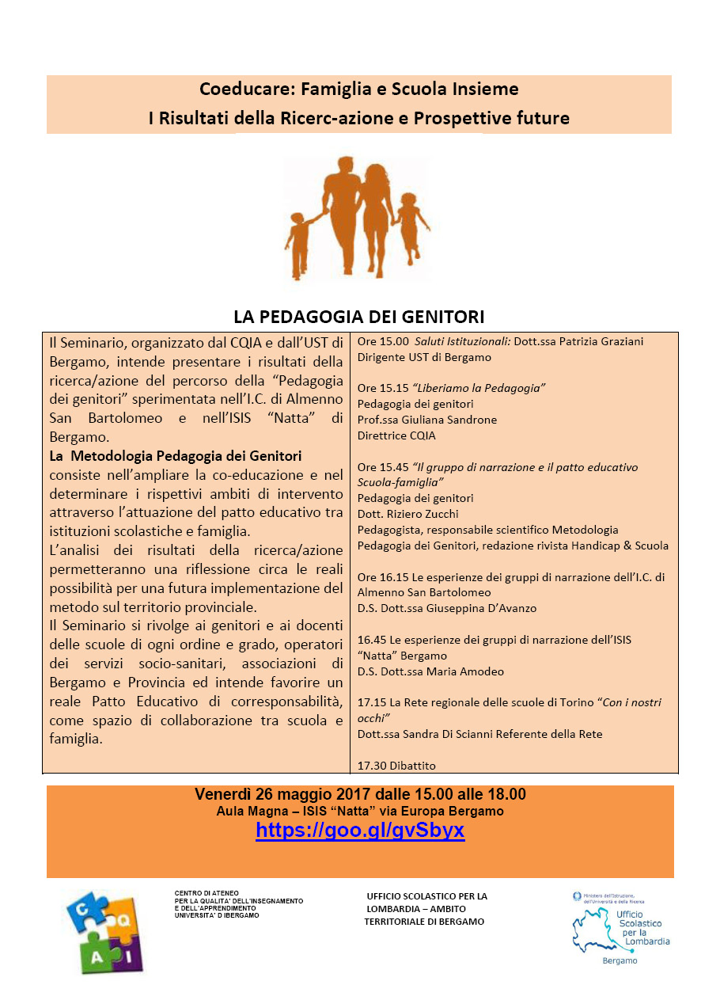 Coeducare: Famiglia e Scuola Insieme
I Risultati della Ricerc-azione e Prospettive future
LA PEDAGOGIA DEI GENITORI
Il Seminario, organizzato dal CQIA e dall’UST di
Bergamo, intende presentare i risultati della
ricerca/azione del percorso della “Pedagogia
dei genitori” sperimentata nell’I.C. di Almenno
San Bartolomeo e nell’ISIS “Natta” di
Bergamo.
La Metodologia Pedagogia dei Genitori
consiste nell’ampliare la co-educazione e nel
determinare i rispettivi ambiti di intervento
attraverso l’attuazione del patto educativo tra
istituzioni scolastiche e famiglia.
L’analisi dei risultati della ricerca/azione
permetteranno una riflessione circa le reali
possibilità per una futura implementazione del
metodo sul territorio provinciale.
Il Seminario si rivolge ai genitori e ai docenti
delle scuole di ogni ordine e grado, operatori
dei servizi socio-sanitari, associazioni di
Bergamo e Provincia ed intende favorire un
reale Patto Educativo di corresponsabilità,
come spazio di collaborazione tra scuola e
famiglia.
Ore 15.00 Saluti Istituzionali: Dott.ssa Patrizia Graziani
Dirigente UST di Bergamo
Ore 15.15 “Liberiamo la Pedagogia”
Pedagogia dei genitori
Prof.ssa Giuliana Sandrone
Direttrice CQIA
Ore 15.45 “Il gruppo di narrazione e il patto educativo
Scuola-famiglia”
Pedagogia dei genitori
Dott. Riziero Zucchi
Pedagogista, responsabile scientifico Metodologia
Pedagogia dei Genitori, redazione rivista Handicap & Scuola
Ore 16.15 Le esperienze dei gruppi di narrazione dell’I.C. di
Almenno San Bartolomeo
D.S. Dott.ssa Giuseppina D’Avanzo
16.45 Le esperienze dei gruppi di narrazione dell’ISIS
“Natta” Bergamo
D.S. Dott.ssa Maria Amodeo
17.15 La Rete regionale delle scuole di Torino “Con i nostri
occhi”
Dott.ssa Sandra Di Scianni Referente della Rete
17.30 Dibattito
Venerdì 26 maggio 2017 dalle 15.00 alle 18.00
Aula Magna – ISIS “Natta” via Europa Bergamo
https://goo.gl/gvSbyx
C Q
A I
CENTRO DI ATENEO
PER LA QUALITA’ DELL’INSEGNAMENTO
E DELL’APPRENDIMENTO
UNIVERSITA’ D IBERGAMO
UFFICIO SCOLASTICO PER LA
LOMBARDIA – AMBITO
TERRITORIALE DI BERGAMO
Ministero dell’Istruzione,
dell’Università e della Ricerca
Ufficio
Scolastico
per la
Lombardia
Bergamo